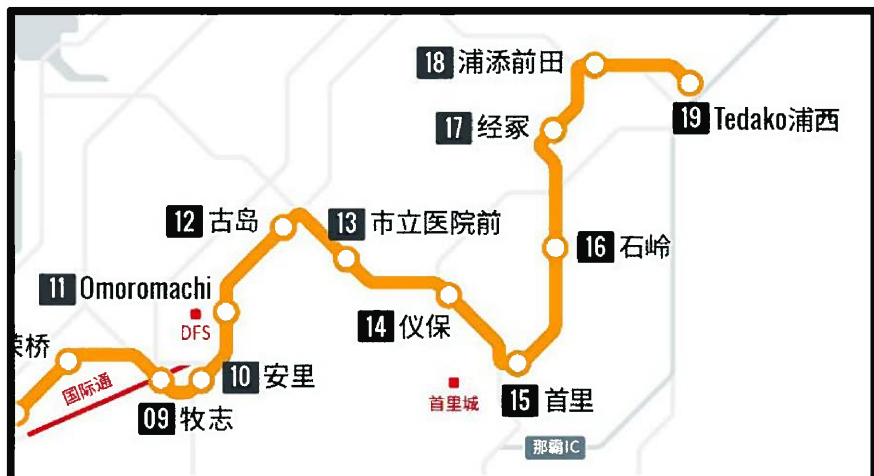 18 浦添前田
19 Tedako浦西
17 经冢
12 古岛
13 市立医院前
16 石岭
11 Omoromachi
DFS
14 仪保
荣桥
10 安里
国际通
09 牧志
首里城
15 首里
那霸IC